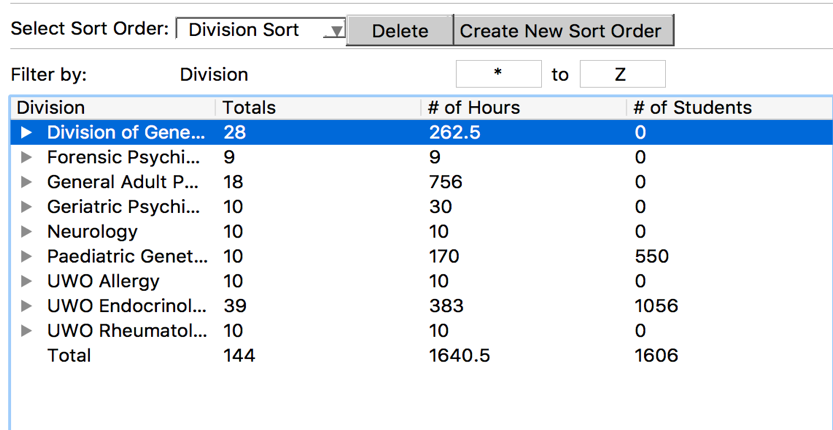 Select Sort Order: Division Sort Delete Create New Sort Order
Filter by: Division * to Z
Division Totals # of Hours # of Students
Division of Gene... 28 262.5 0
Forensic Psychi... 9 9 0
General Adult P... 18 756 0
Geriatric Psychi... 10 30 0
Neurology 10 10 0
Paediatric Genet... 10 170 550
UWO Allergy 10 10 0
UWO Endocrinol... 39 383 1056
UWO Rheumatol... 10 10 0
Total 144 1640.5 1606